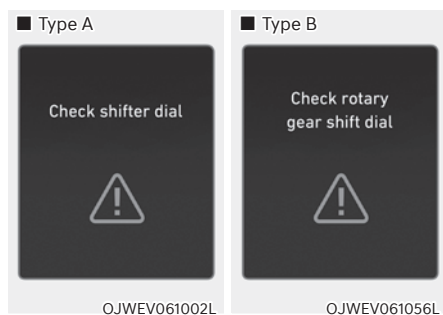 ■ Type A
Check shifter dial
OJWEV061002L
■ Type B
Check rotary
gear shift dial
OJWEV061056L